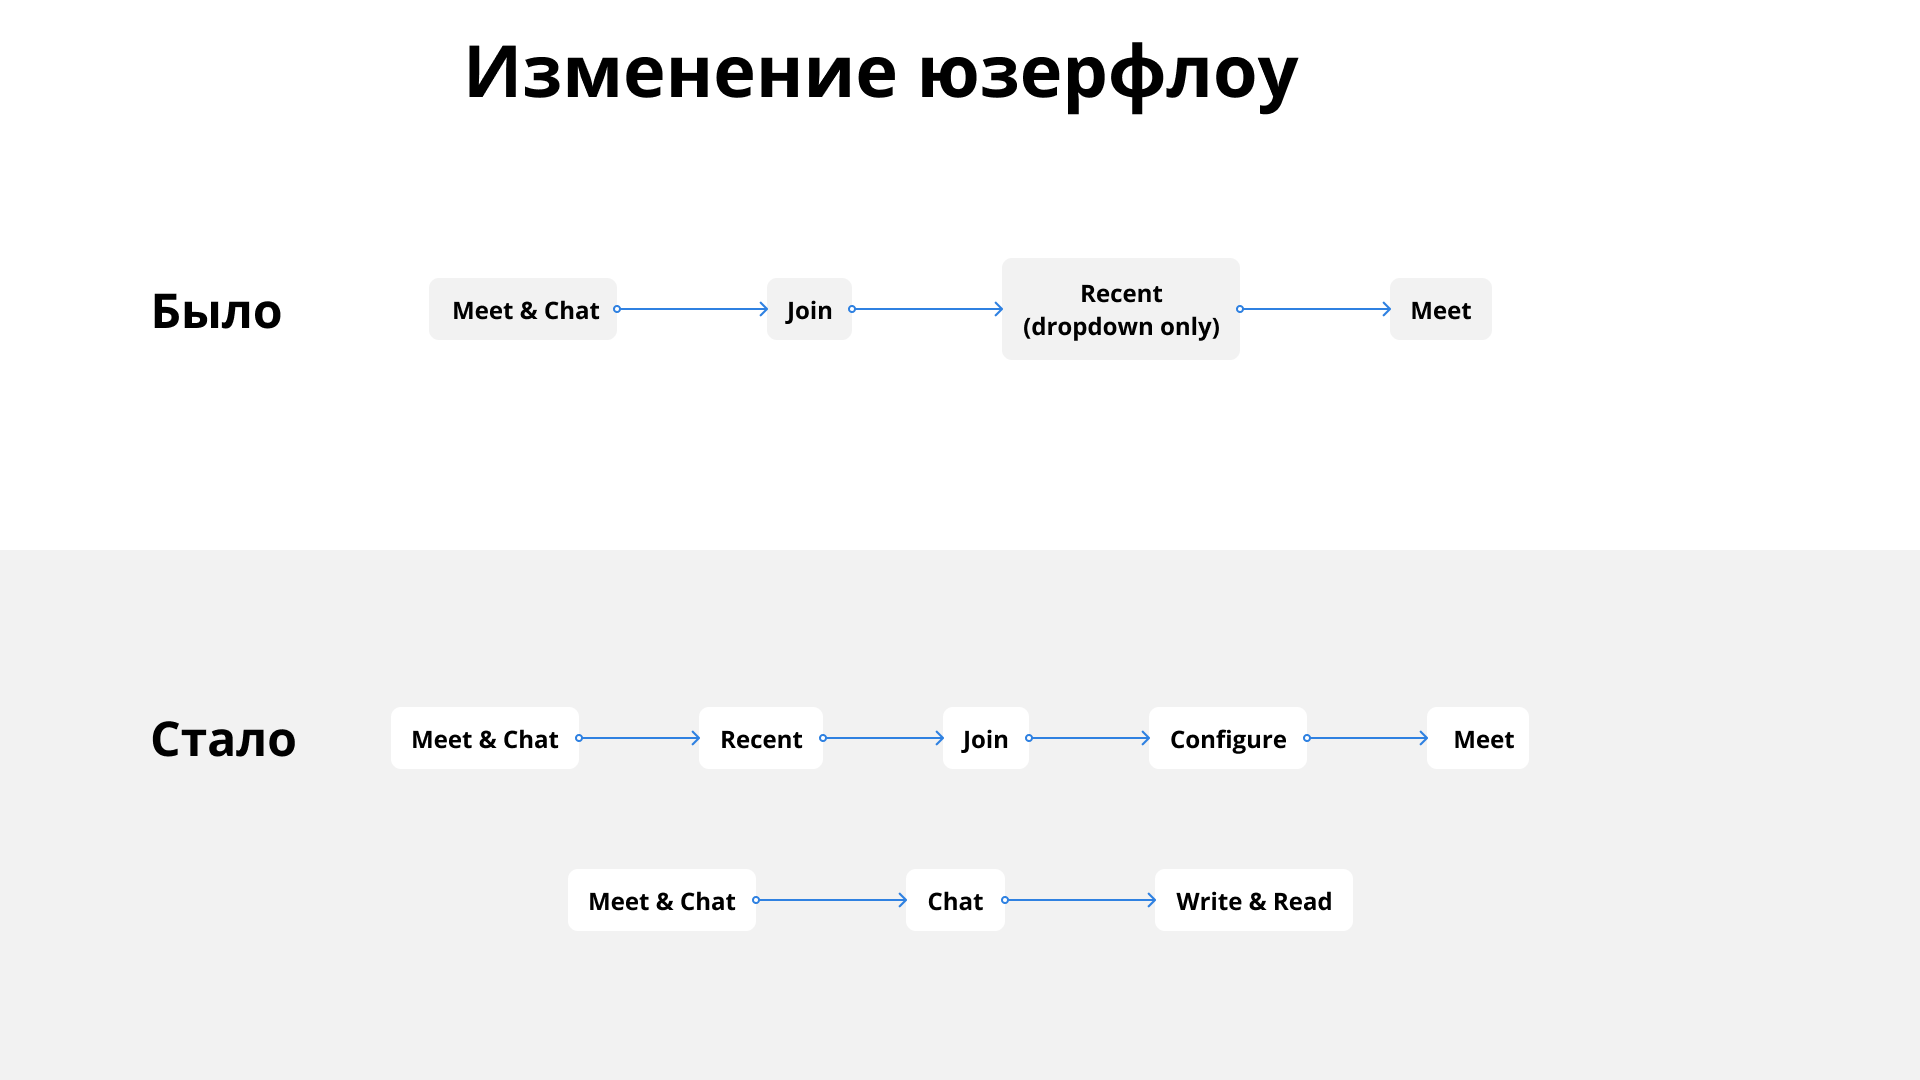 Изменение юзерфлоу
Было
Meet & Chat
Join
Recent
(dropdown only)
Meet
Стало
Meet & Chat
Recent
Join
Configure
Meet
Meet & Chat
Chat
Write & Read